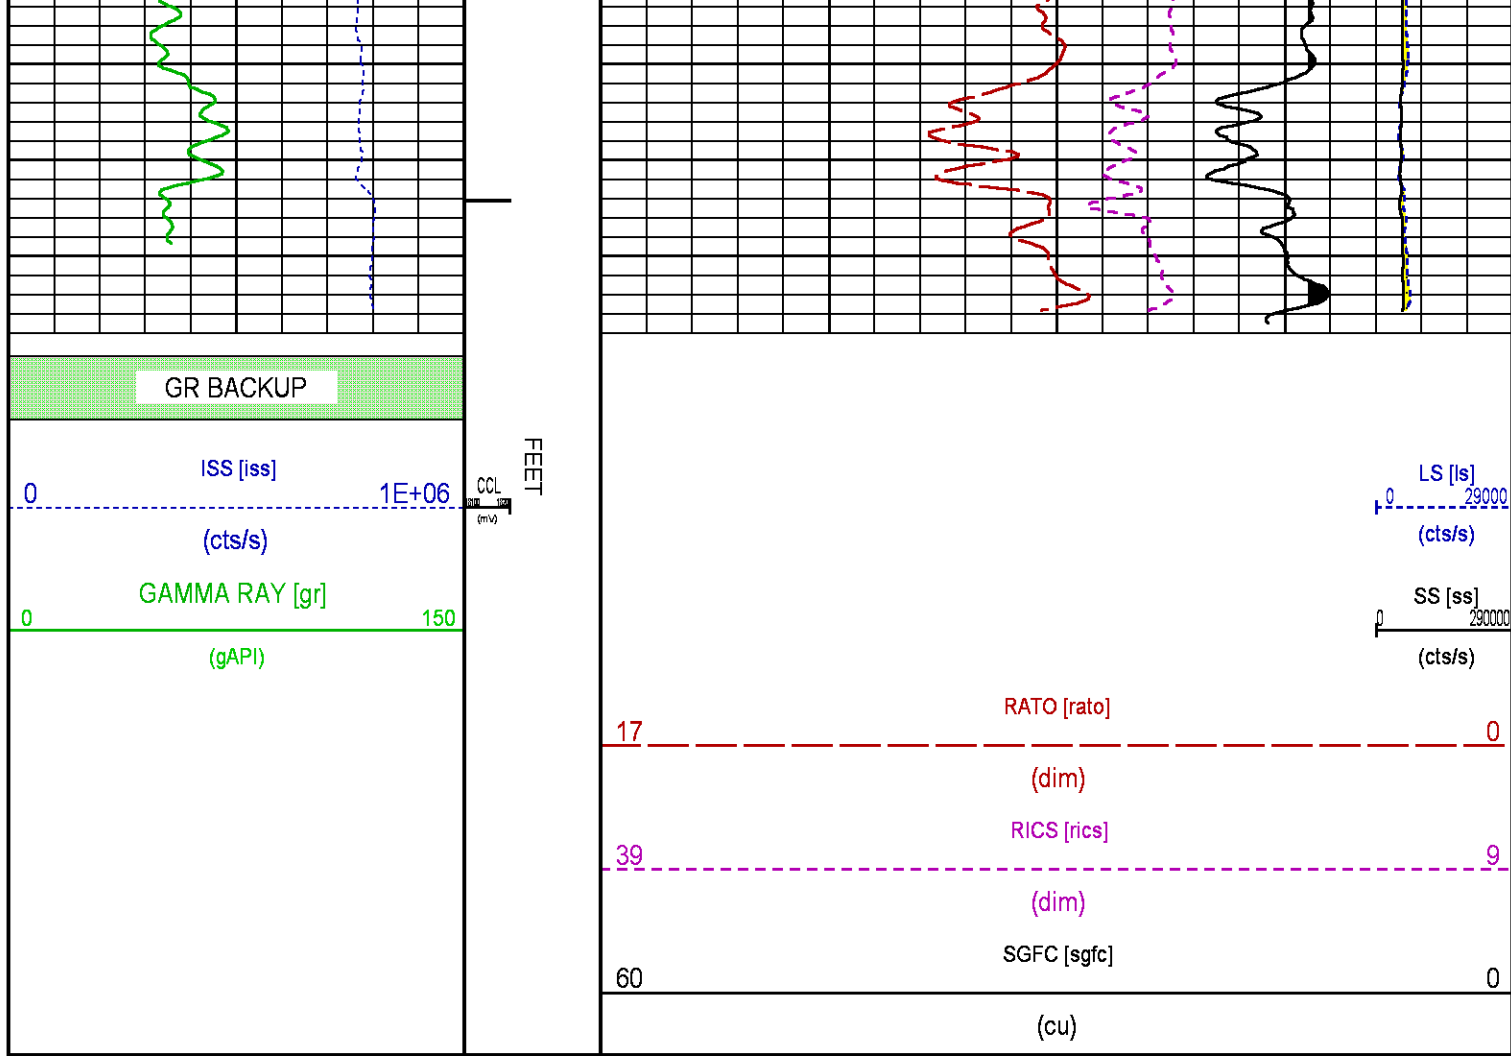 GR BACKUP
ISS [iss]
0 1E+06
(cts/s)
GAMMA RAY [gr]
0 150
(gAPI)
CCL
(mV)
FEET
LS [ls]
0 29000
(cts/s)
SS [ss]
0 290000
(cts/s)
RATO [rato]
17 0
(dim)
RICS [rics]
39 9
(dim)
SGFC [sgfc]
60 0
(cu)